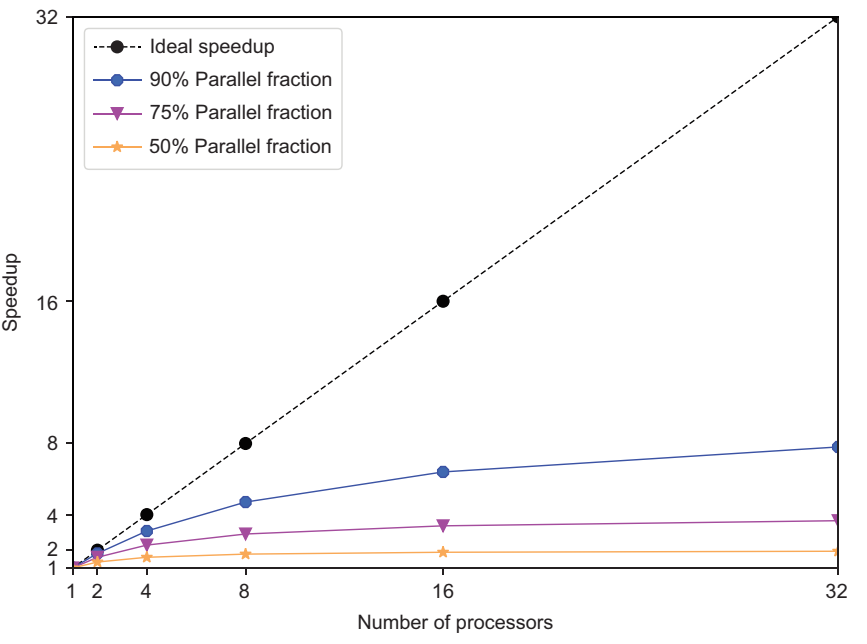 32
Ideal speedup
90% Parallel fraction
75% Parallel fraction
50% Parallel fraction
Speedup
16
8
4
2
1
1 2 4 8 16 32
Number of processors